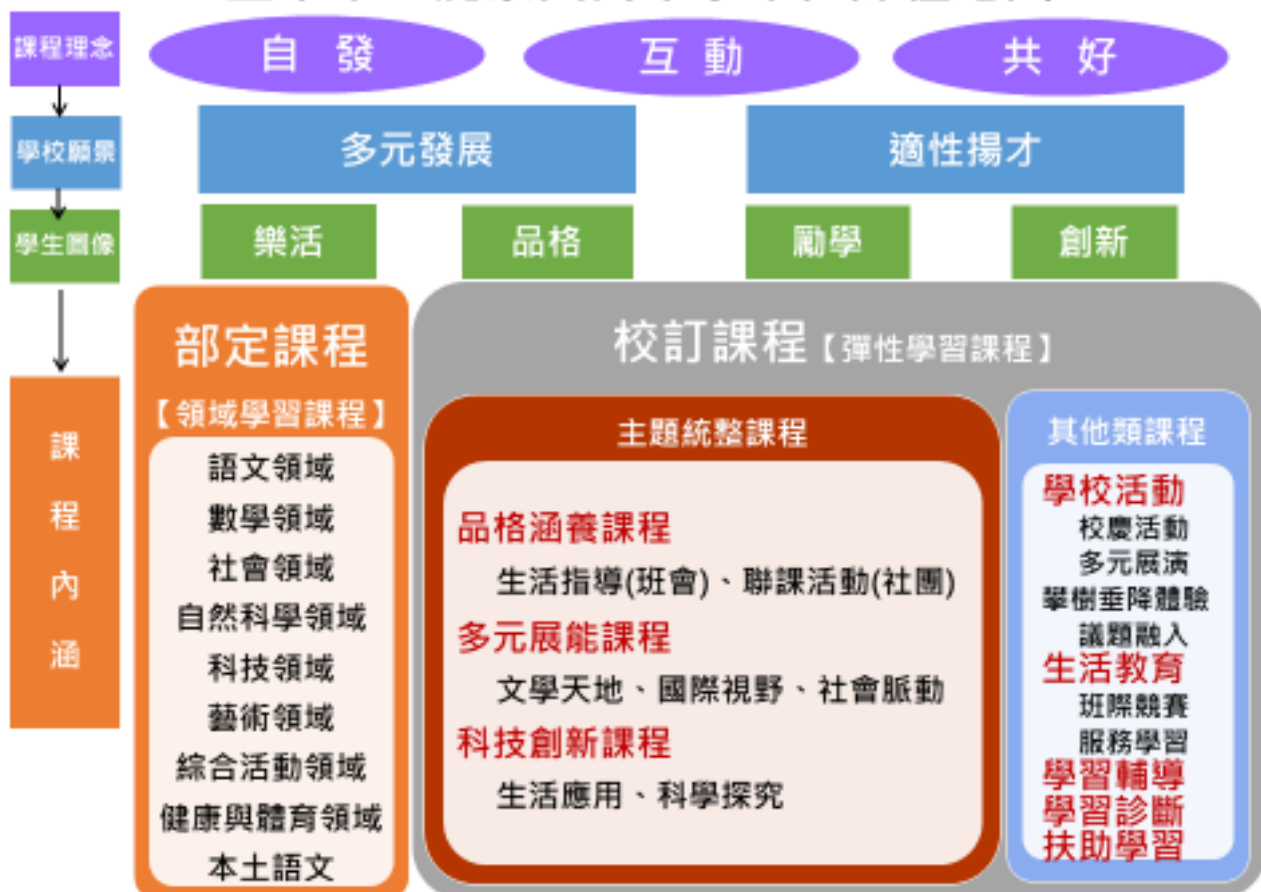 課程理念
自 發
互 動
共 好
學校願景
多元發展
適性揚才
學生圖像
樂活
品格
勵學
創新
課程內涵
部定課程
【領域學習課程】
語文領域
數學領域
社會領域
自然科學領域
科技領域
藝術領域
綜合活動領域
健康與體育領域
本土語文
校訂課程【彈性學習課程】
主題統整課程
品格涵養課程
生活指導(班會)、聯課活動(社團)
多元展能課程
文學天地、國際視野、社會脈動
科技創新課程
生活應用、科學探究
其他類課程
學校活動
校慶活動
多元展演
攀樹垂降體驗
議題融入
生活教育
班際競賽
服務學習
學習輔導
學習診斷
扶助學習